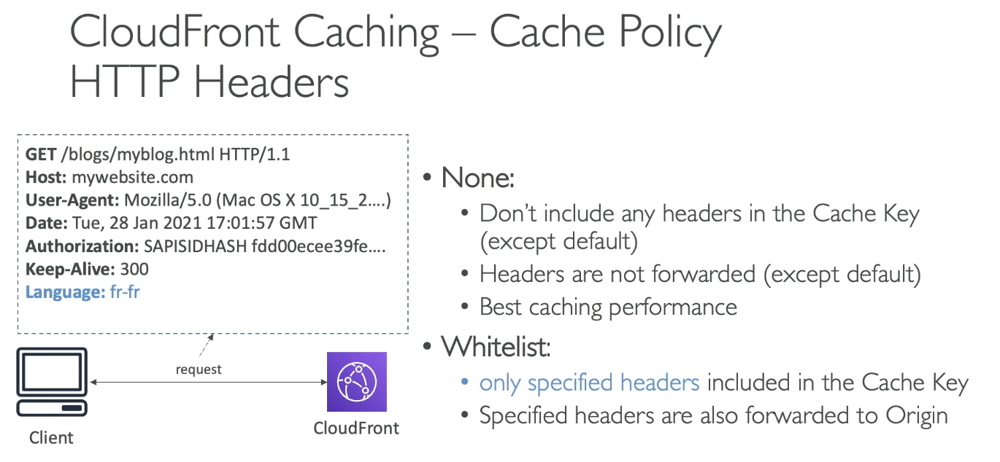 CloudFront Caching – Cache Policy
HTTP Headers
GET /blogs/myblog.html HTTP/1.1
Host: mywebsite.com
User-Agent: Mozilla/5.0 (Mac OS X 10_15_2....)
Date: Tue, 28 Jan 2021 17:01:57 GMT
Authorization: SAPISIDHASH fdd00ecee39fe....
Keep-Alive: 300
Language: fr-fr
request
Client
CloudFront
• None:
• Don’t include any headers in the Cache Key
(except default)
• Headers are not forwarded (except default)
• Best caching performance
• Whitelist:
• only specified headers included in the Cache Key
• Specified headers are also forwarded to Origin